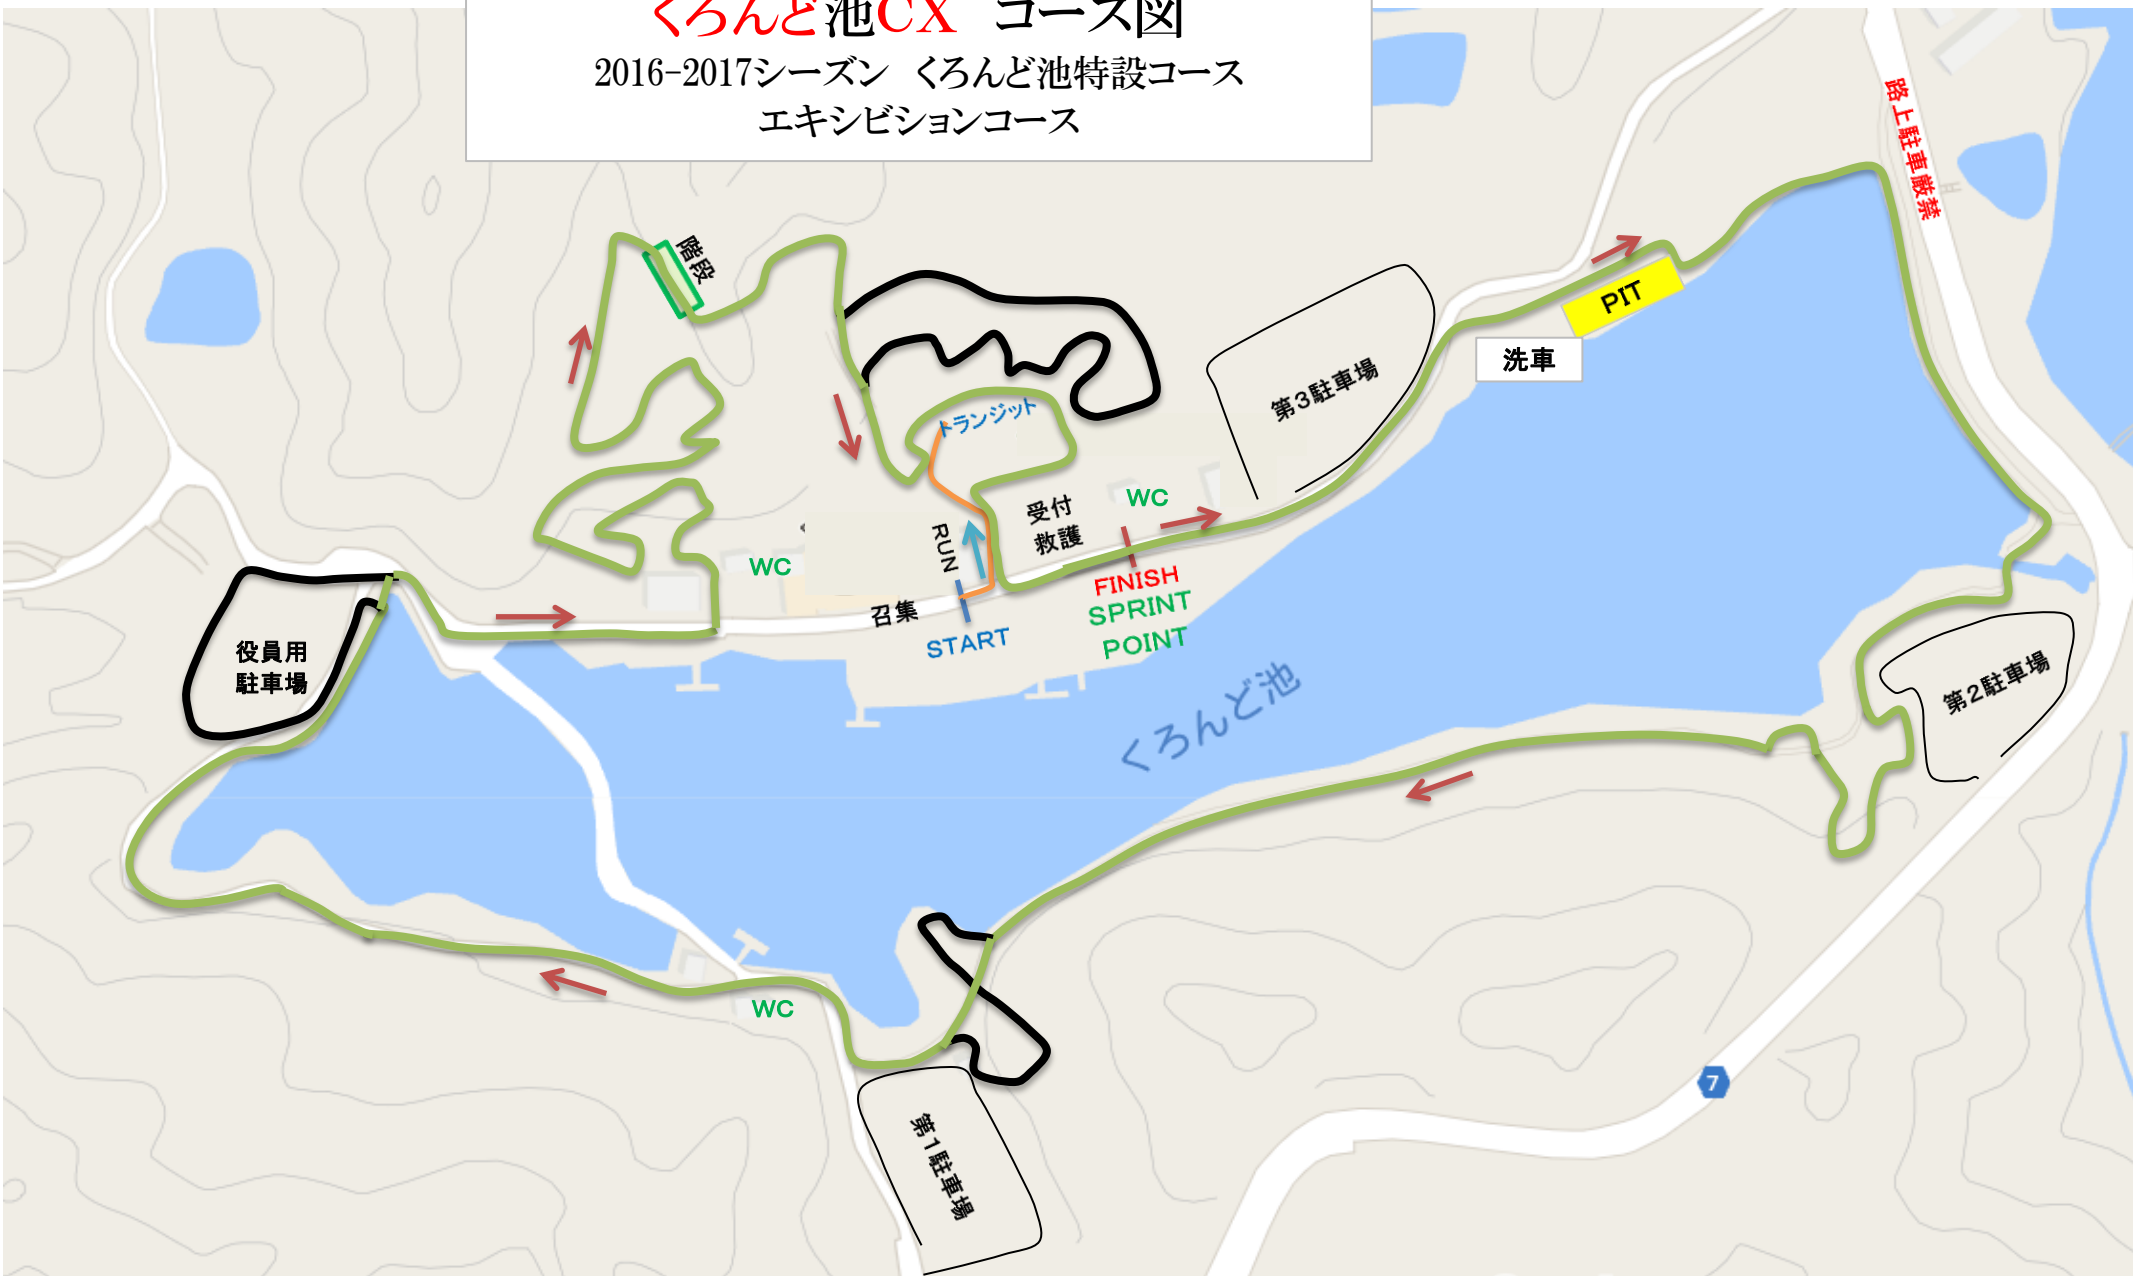 くろんど池CX コース図
2016-2017シーズン くろんど池特設コース
エキシビションコース
路上駐車厳禁
階段
PIT
洗車
第3駐車場
トランジット
受付
救護
WC
RUN
WC
FINISH
SPRINT
POINT
召集
START
役員用
駐車場
くろんど池
第2駐車場
WC
7
第1駐車場